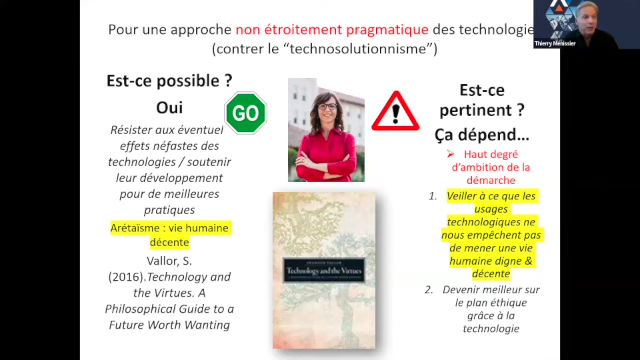 Pour une approche non étroitement pragmatique des technologie
(contre le “technosolutionnisme”)
Thierry Ménissier
Est-ce possible ?
Oui
GO
Résister aux éventuel
effets néfastes des
technologies / soutenir
leur développement
pour de meilleures
pratiques
Arétaïsme : vie humaine
décente
Vallor, S.
(2016).Technology and
the Virtues. A
Philosophical Guide to a
Future Worth Wanting
Technology and the Virtues
Est-ce
pertinent ?
Ça dépend…
➢ Haut degré
d’ambition de la
démarche
1. Veiller à ce que les
usages
technologiques ne
nous empêchent pas
de mener une vie
humaine digne &
décente
2. Devenir meilleur sur
le plan éthique
grâce à la
technologie